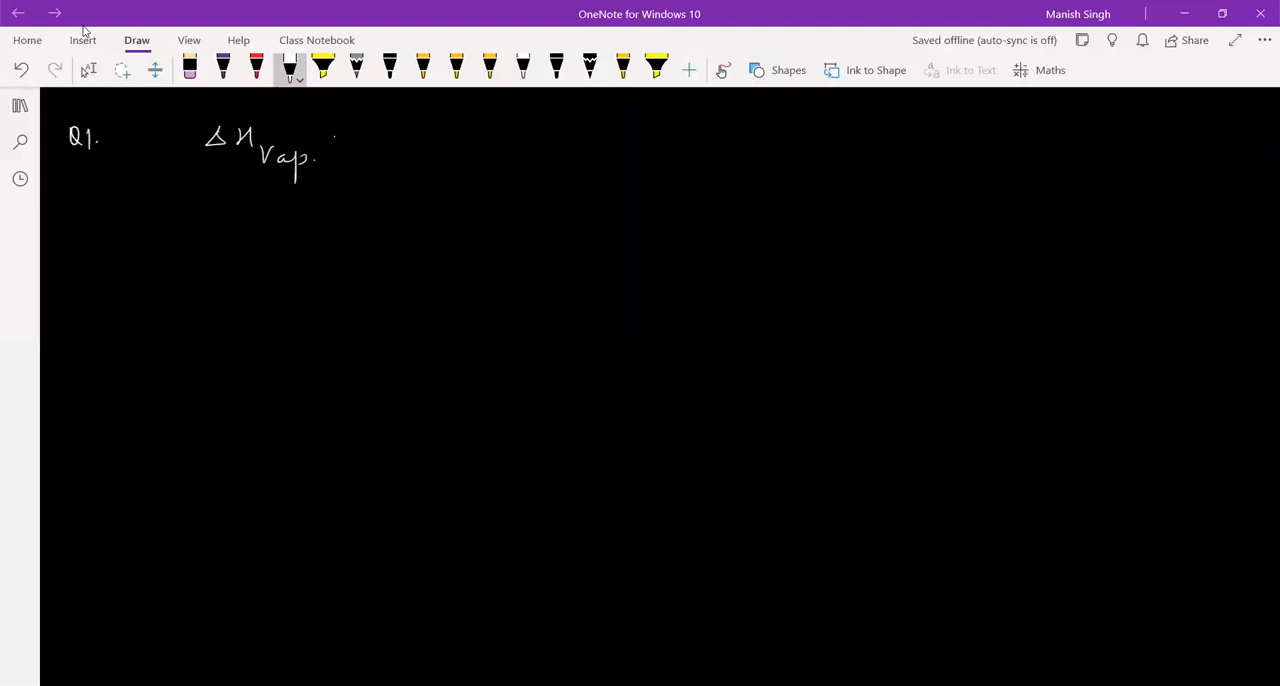 OneNote for Windows 10
Manish Singh
Home Insert Draw View Help Class Notebook
Saved offline (auto-sync is off) Share
Shapes Ink to Shape Ink to Text Maths
Q1. Δ H Vap.